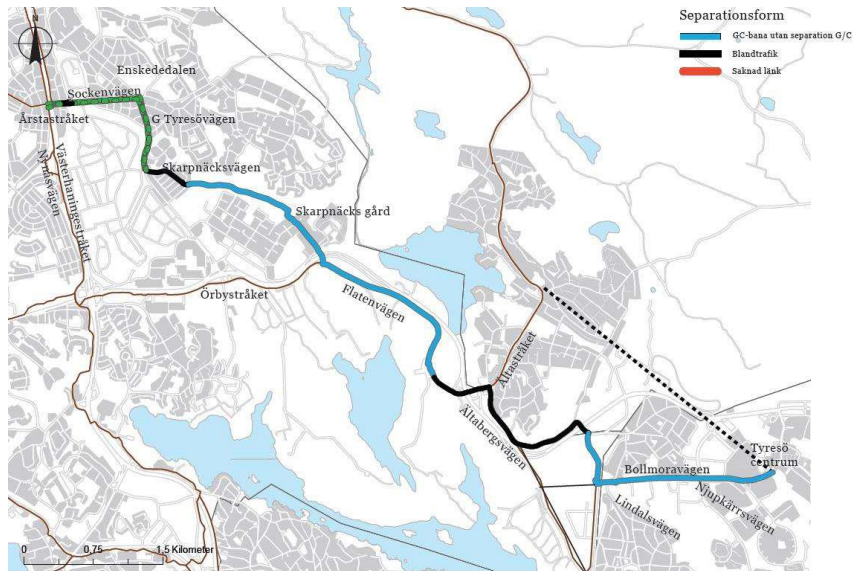 Separationsform
GC-bana utan separation G/C
Blandtrafik
Saknad länk
Enskededalen
Sockenvägen
Årstastråket
G Tyresövägen
Skarpnäcksvägen
Nynäsvägen
Västerhaningestråket
Skarpnäcks gård
Örbystråket
Flatenvägen
Ältastråket
Ältabergsvägen
Tyresö
centrum
Bollmoravägen
Njupkärrsvägen
Lindalsvägen
0 0,75 1,5 Kilometer